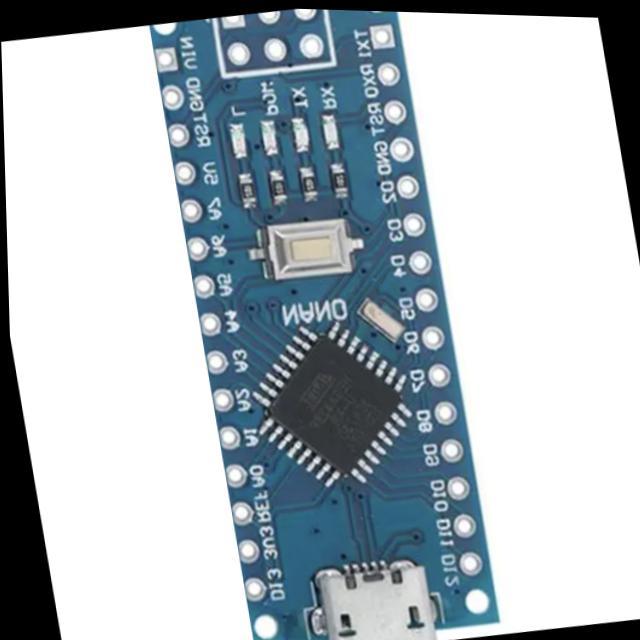 VIN
GND
RST
5V
A7
A6
A5
A4
A3
A2
A1
A0
REF
3V3
D13
L
POW
TX
RX
NANO
TX1
RX0
RST
GND
D2
D3
D4
D5
D6
D7
D8
D9
D10
D11
D12